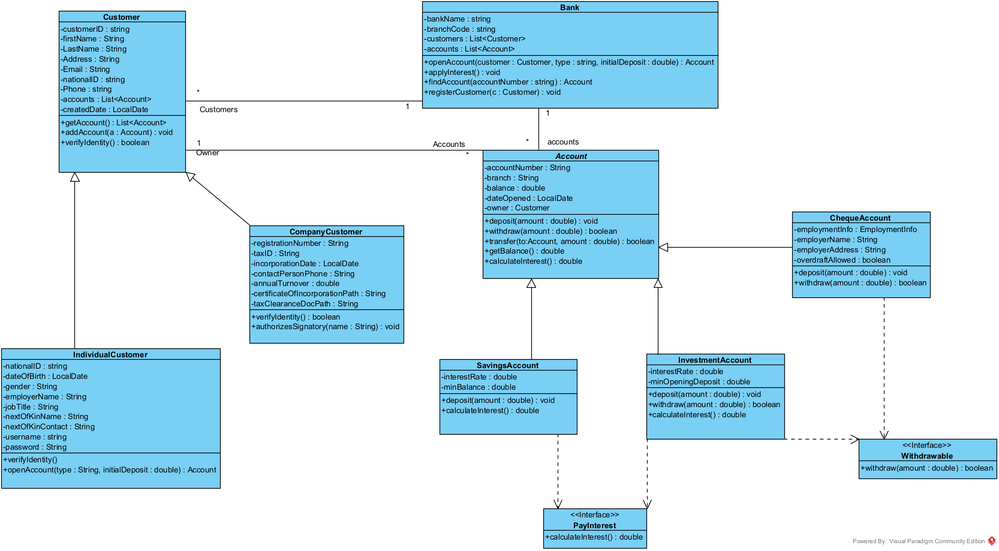 Customer
-customerID : string
-firstName : String
-LastName : String
-Address : String
-Email : String
-nationalID : string
-Phone : string
-accounts : List<Account>
-createdDate : LocalDate
+getAccount() : List<Account>
+addAccount(a : Account) : void
+verifyIdentity() : boolean
Bank
-bankName : string
-branchCode : string
-customers : List<Customer>
-accounts : List<Account>
+openAccount(customer : Customer, type : string, initialDeposit : double) : Account
+applyInterest() : void
+findAccount(accountNumber : string) : Account
+registerCustomer(c : Customer) : void
*
Customers
1
1
*
accounts
1
Owner
Accounts
*
Account
-accountNumber : String
-branch : String
-balance : double
-dateOpened : LocalDate
-owner : Customer
+deposit(amount : double) : void
+withdraw(amount : double) : boolean
+transfer(to:Account, amount : double) : boolean
+getBalance() : double
+calculateInterest() : double
ChequeAccount
-employmentInfo : EmploymentInfo
-employerName : String
-employerAddress : String
-overdraftAllowed : boolean
+deposit(amount : double) : void
+withdraw(amount : double) : boolean
CompanyCustomer
-registrationNumber : String
-taxID : String
-incorporationDate : LocalDate
-contactPersonPhone : String
-annualTurnover : double
-certificateOfIncorporationPath : String
-taxClearanceDocPath : String
+verifyIdentity() : boolean
+authorizesSignatory(name : String) : void
IndividualCustomer
-nationalID : string
-dateOfBirth : LocalDate
-gender : String
-employerName : String
-jobTitle : String
-nextOfKinName : String
-nextOfKinContact : String
-username : string
-password : String
+verifyIdentity()
+openAccount(type : String, initialDeposit : double) : Account
SavingsAccount
-interestRate : double
-minBalance : double
+deposit(amount : double) : void
+calculateInterest() : double
InvestmentAccount
-interestRate : double
-minOpeningDeposit : double
+deposit(amount : double) : void
+withdraw(amount : double) : boolean
+calculateInterest() : double
<<Interface>>
Withdrawable
+withdraw(amount : double) : boolean
<<Interface>>
PayInterest
+calculateInterest() : double
Powered By Visual Paradigm Community Edition